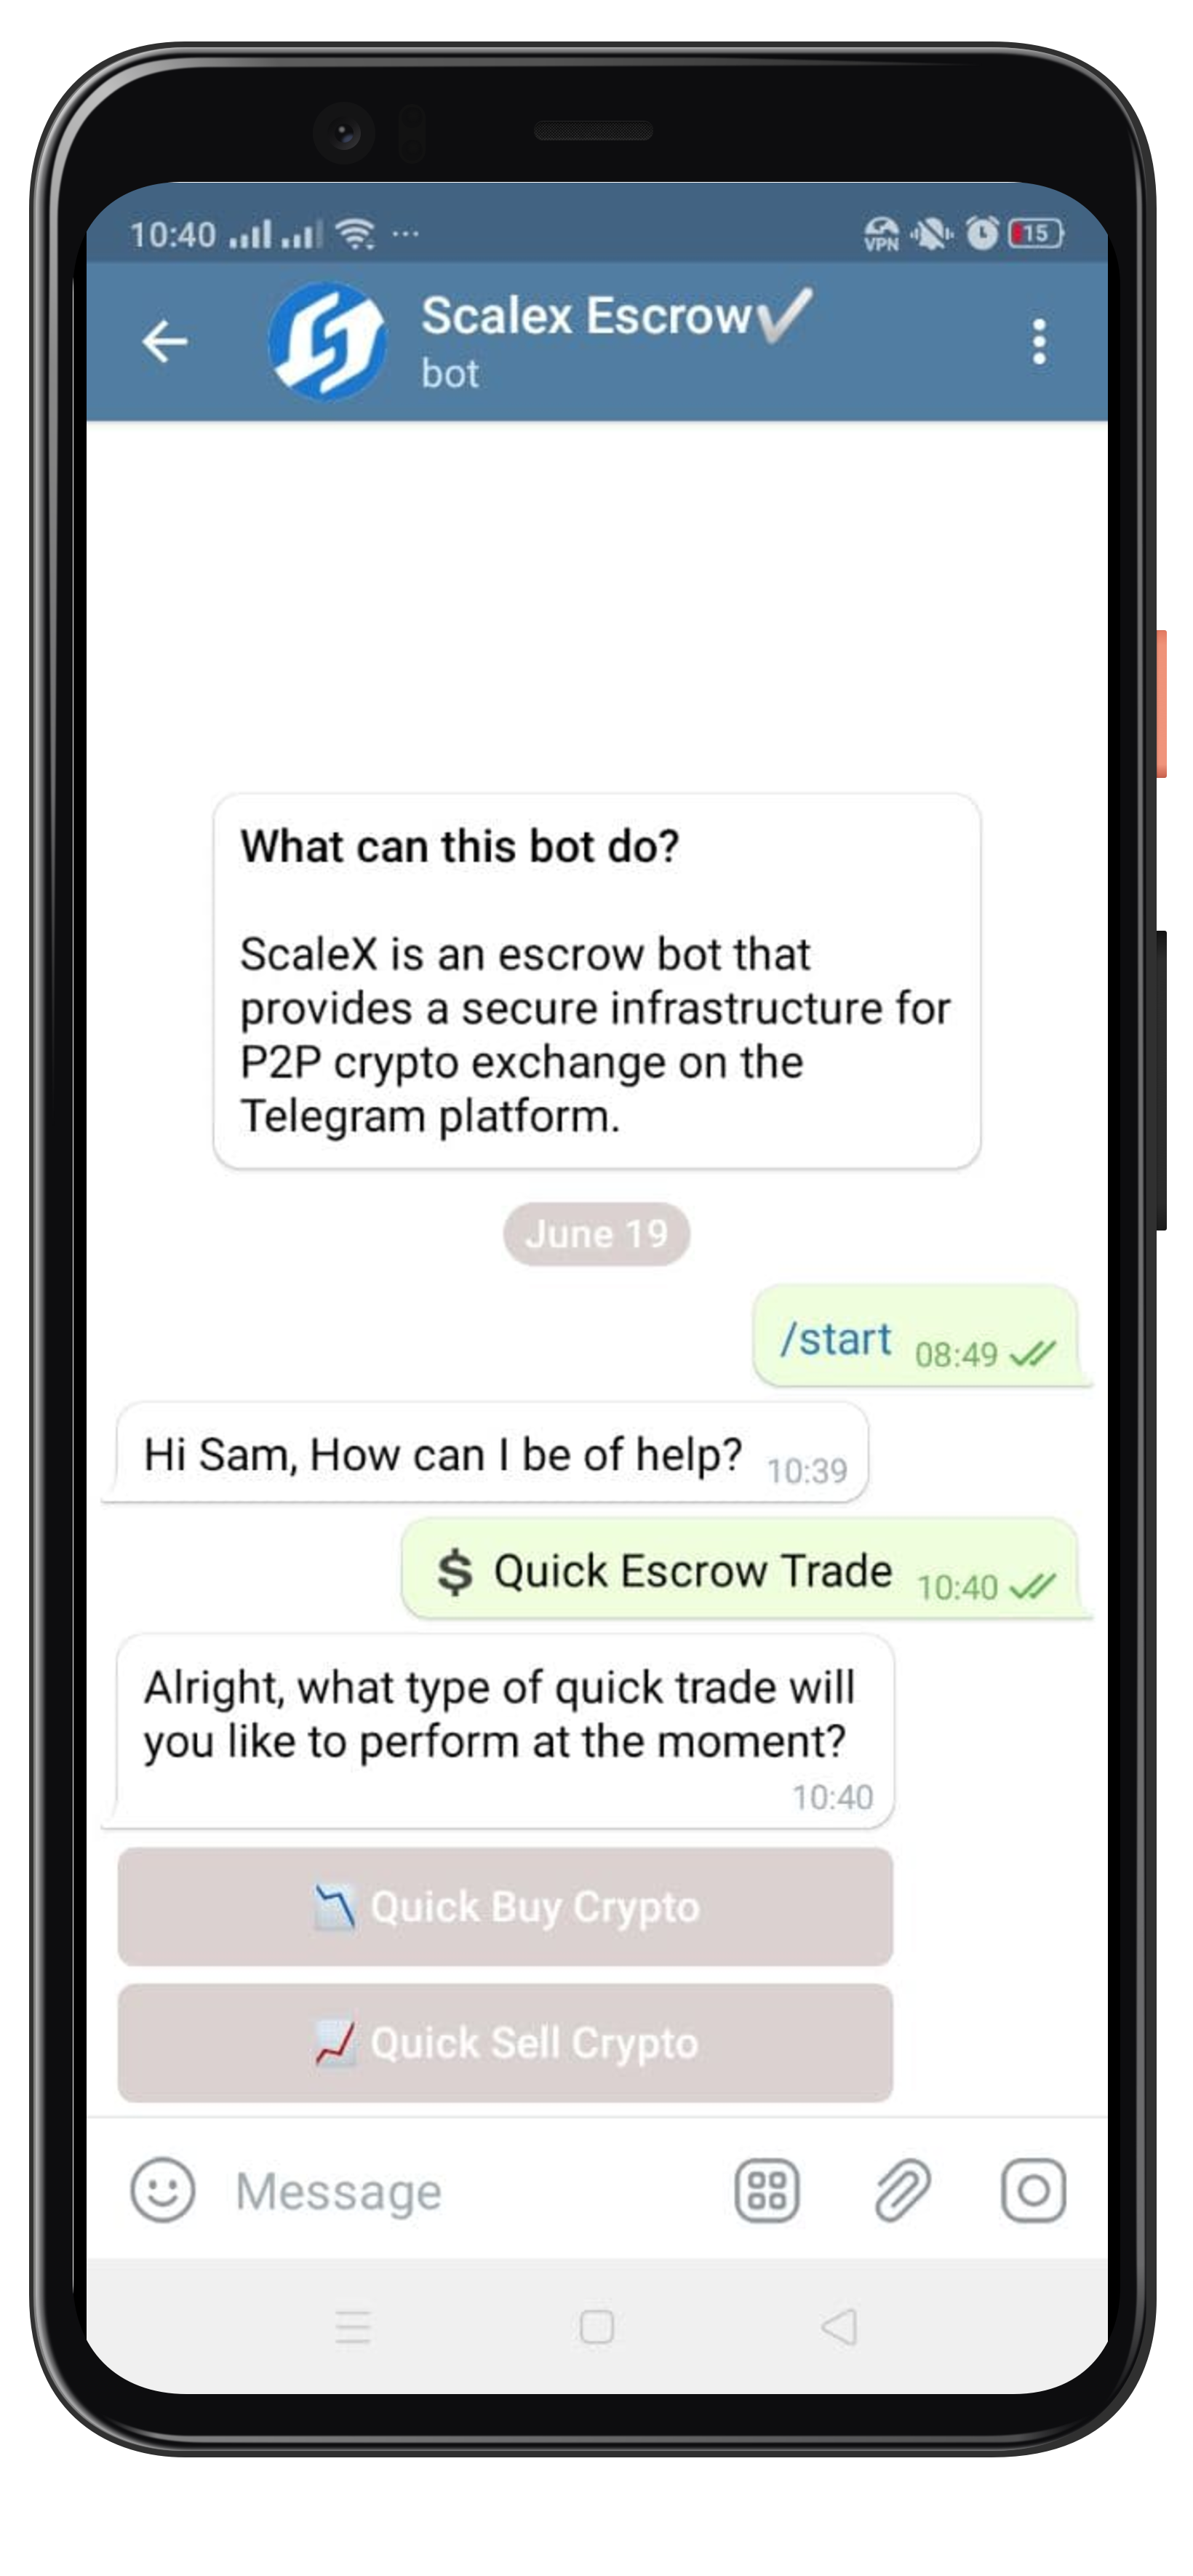 10:40
VPN
15
Scalex Escrow✔
bot
What can this bot do?
ScaleX is an escrow bot that
provides a secure infrastructure for
P2P crypto exchange on the
Telegram platform.
June 19
/start 08:49
Hi Sam, How can I be of help? 10:39
$ Quick Escrow Trade 10:40
Alright, what type of quick trade will
you like to perform at the moment?
10:40
Quick Buy Crypto
Quick Sell Crypto
Message